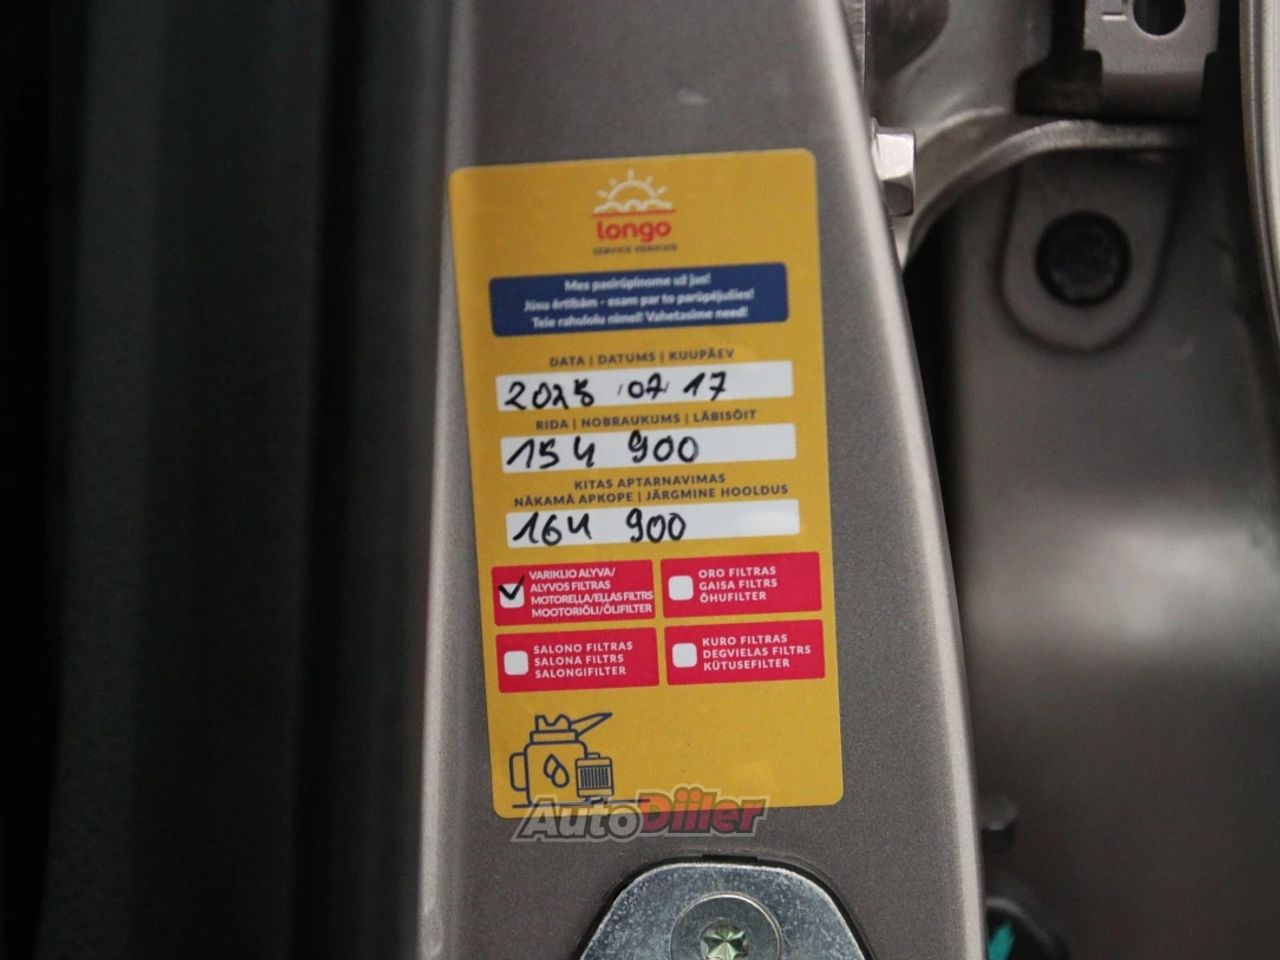 longo
Mes pasirūpinome už jus!
Jūsu ērtībām - esam par to parūpējušies!
Teie rahulolu nimel! Vahetasime need!
DATA | DATUMS | KUUPÄEV
2025 07 17
RIDA | NOBRAUKUMS | LÄBISÕIT
154 900
KITAS APTARNAVIMAS
NĀKAMĀ APKOPE | JÄRGMINE HOOLDUS
164 900
VARIKLIO ALYVA/
ALYVOS FILTRAS
MOTOREĻĻA/EĻĻAS FILTRS
MOOTORIÕLI/ÕLIFILTER
ORO FILTRAS
GAISA FILTRS
ÕHUFILTER
SALONO FILTRAS
SALONA FILTRS
SALONGIFILTER
KURO FILTRAS
DEGVIELAS FILTRS
KÜTUSEFILTER
AutoDiiler